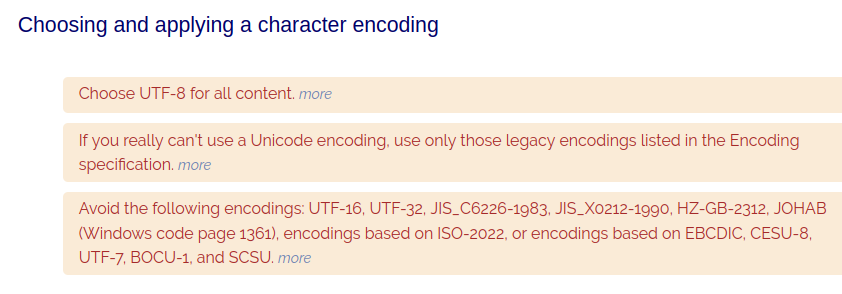 Choosing and applying a character encoding
Choose UTF-8 for all content. more
If you really can't use a Unicode encoding, use only those legacy encodings listed in the Encoding
specification. more
Avoid the following encodings: UTF-16, UTF-32, JIS_C6226-1983, JIS_X0212-1990, HZ-GB-2312, JOHAB
(Windows code page 1361), encodings based on ISO-2022, or encodings based on EBCDIC, CESU-8,
UTF-7, BOCU-1, and SCSU. more